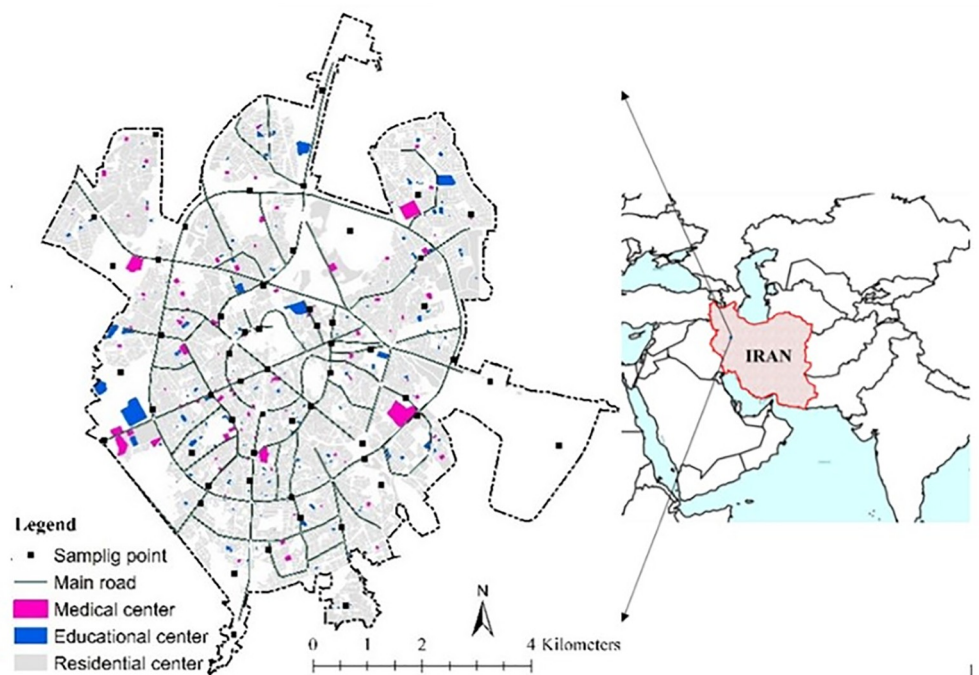 IRAN
Legend
Samplig point
Main road
Medical center
Educational center
Residential center
N
0 1 2 4 Kilometers
1